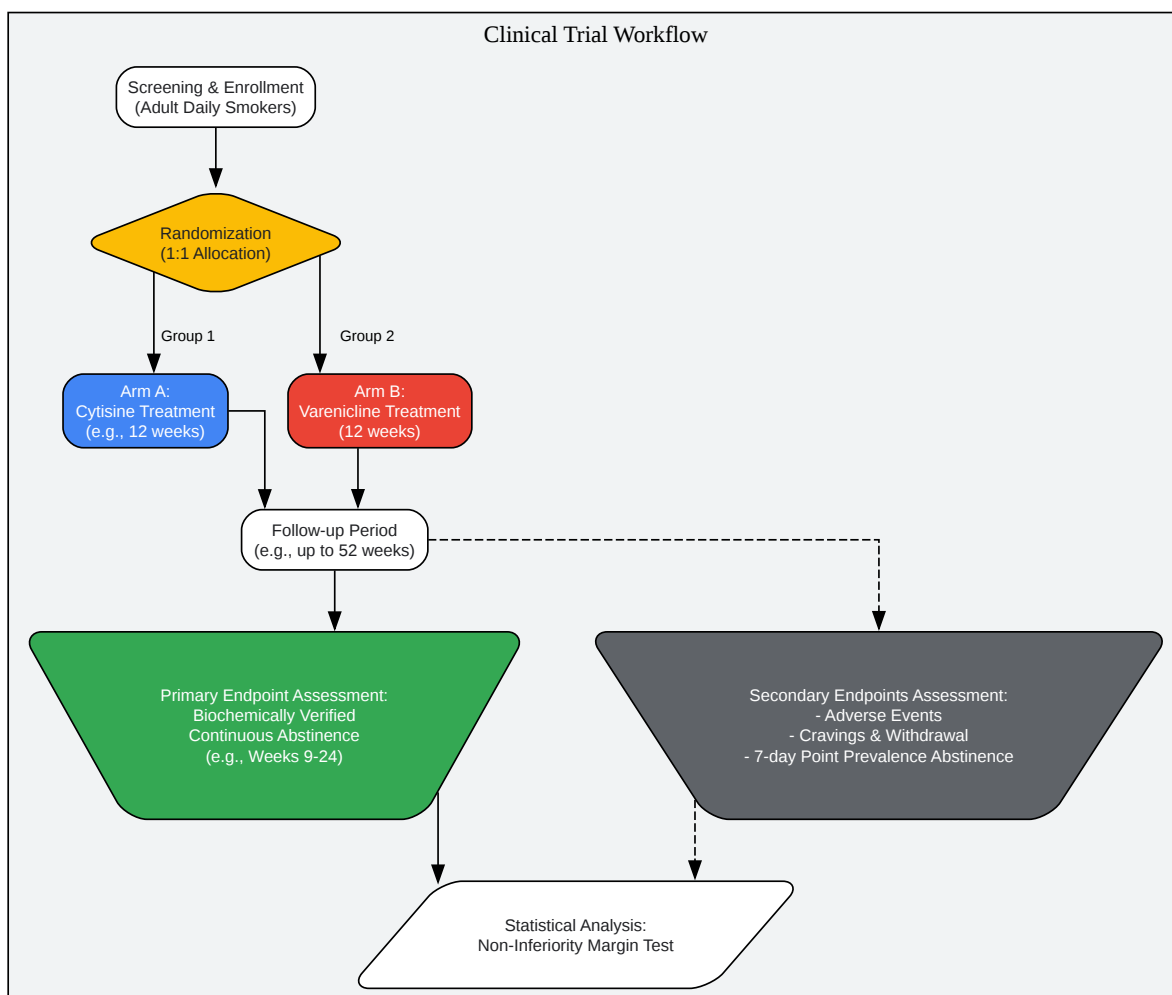 Clinical Trial Workflow
Screening & Enrollment
(Adult Daily Smokers)
Randomization
(1:1 Allocation)
Group 1
Group 2
Arm A:
Cytisine Treatment
(e.g., 12 weeks)
Arm B:
Varenicline Treatment
(12 weeks)
Follow-up Period
(e.g., up to 52 weeks)
Primary Endpoint Assessment:
Biochemically Verified
Continuous Abstinence
(e.g., Weeks 9-24)
Secondary Endpoints Assessment:
- Adverse Events
- Cravings & Withdrawal
- 7-day Point Prevalence Abstinence
Statistical Analysis:
Non-Inferiority Margin Test